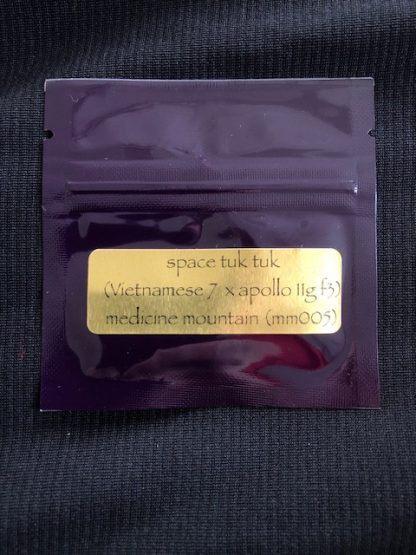 space tuk tuk
(Vietnamese 7 x apollo 11g f3)
medicine mountain (mm005)